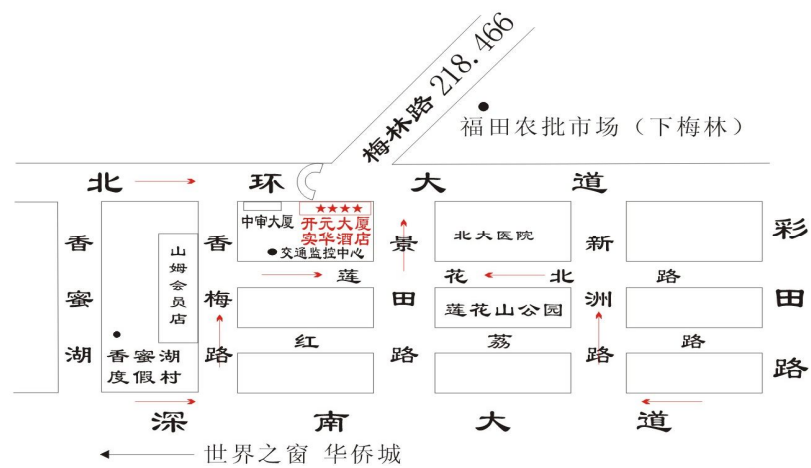 梅林路 218.466
福田农批市场（下梅林）
北环大道
中审大厦
★★★★
开元大厦
实华酒店
交通监控中心
北大医院
香蜜湖
山姆会员店
香梅路
景田路
新洲路
彩田路
莲花北路
莲花山公园
香蜜湖
度假村
红荔路
深南大道
世界之窗 华侨城